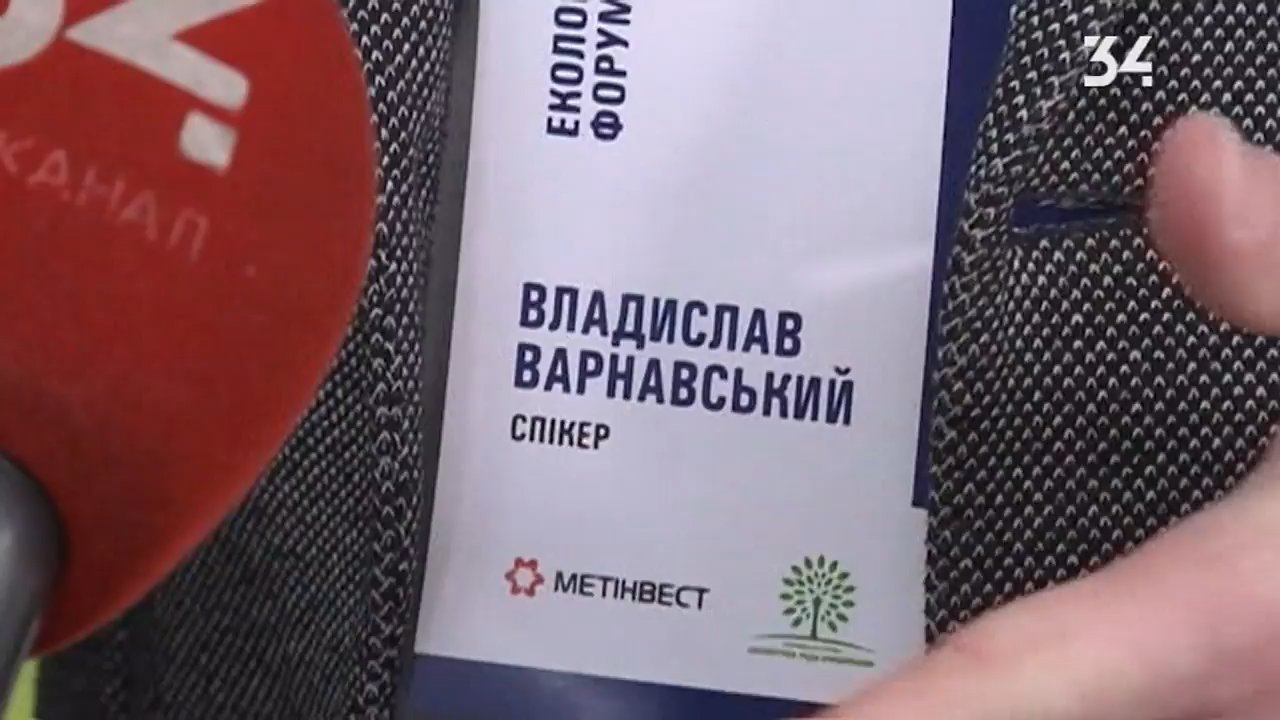 34
КАНАЛ
ЕКОЛО
ФОРУМ
ВЛАДИСЛАВ
ВАРНАВСЬКИЙ
СПІКЕР
МЕТІНВЕСТ